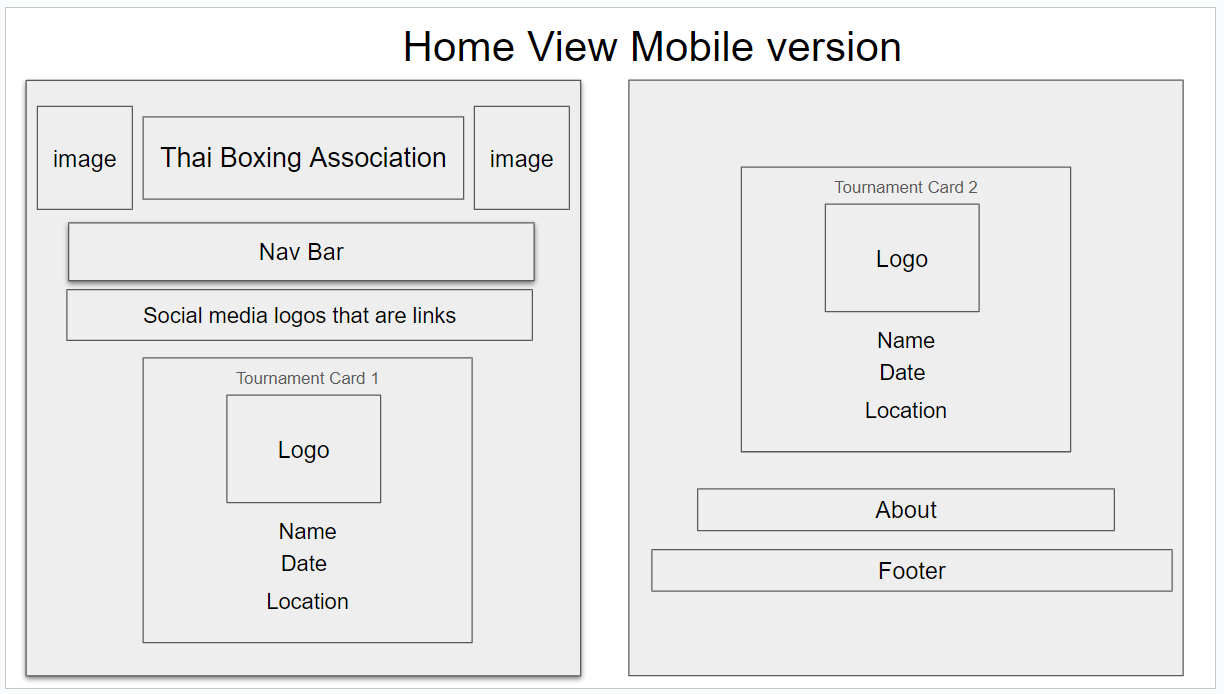 Home View Mobile version
image
Thai Boxing Association
image
Nav Bar
Social media logos that are links
Tournament Card 1
Logo
Name
Date
Location
Tournament Card 2
Logo
Name
Date
Location
About
Footer